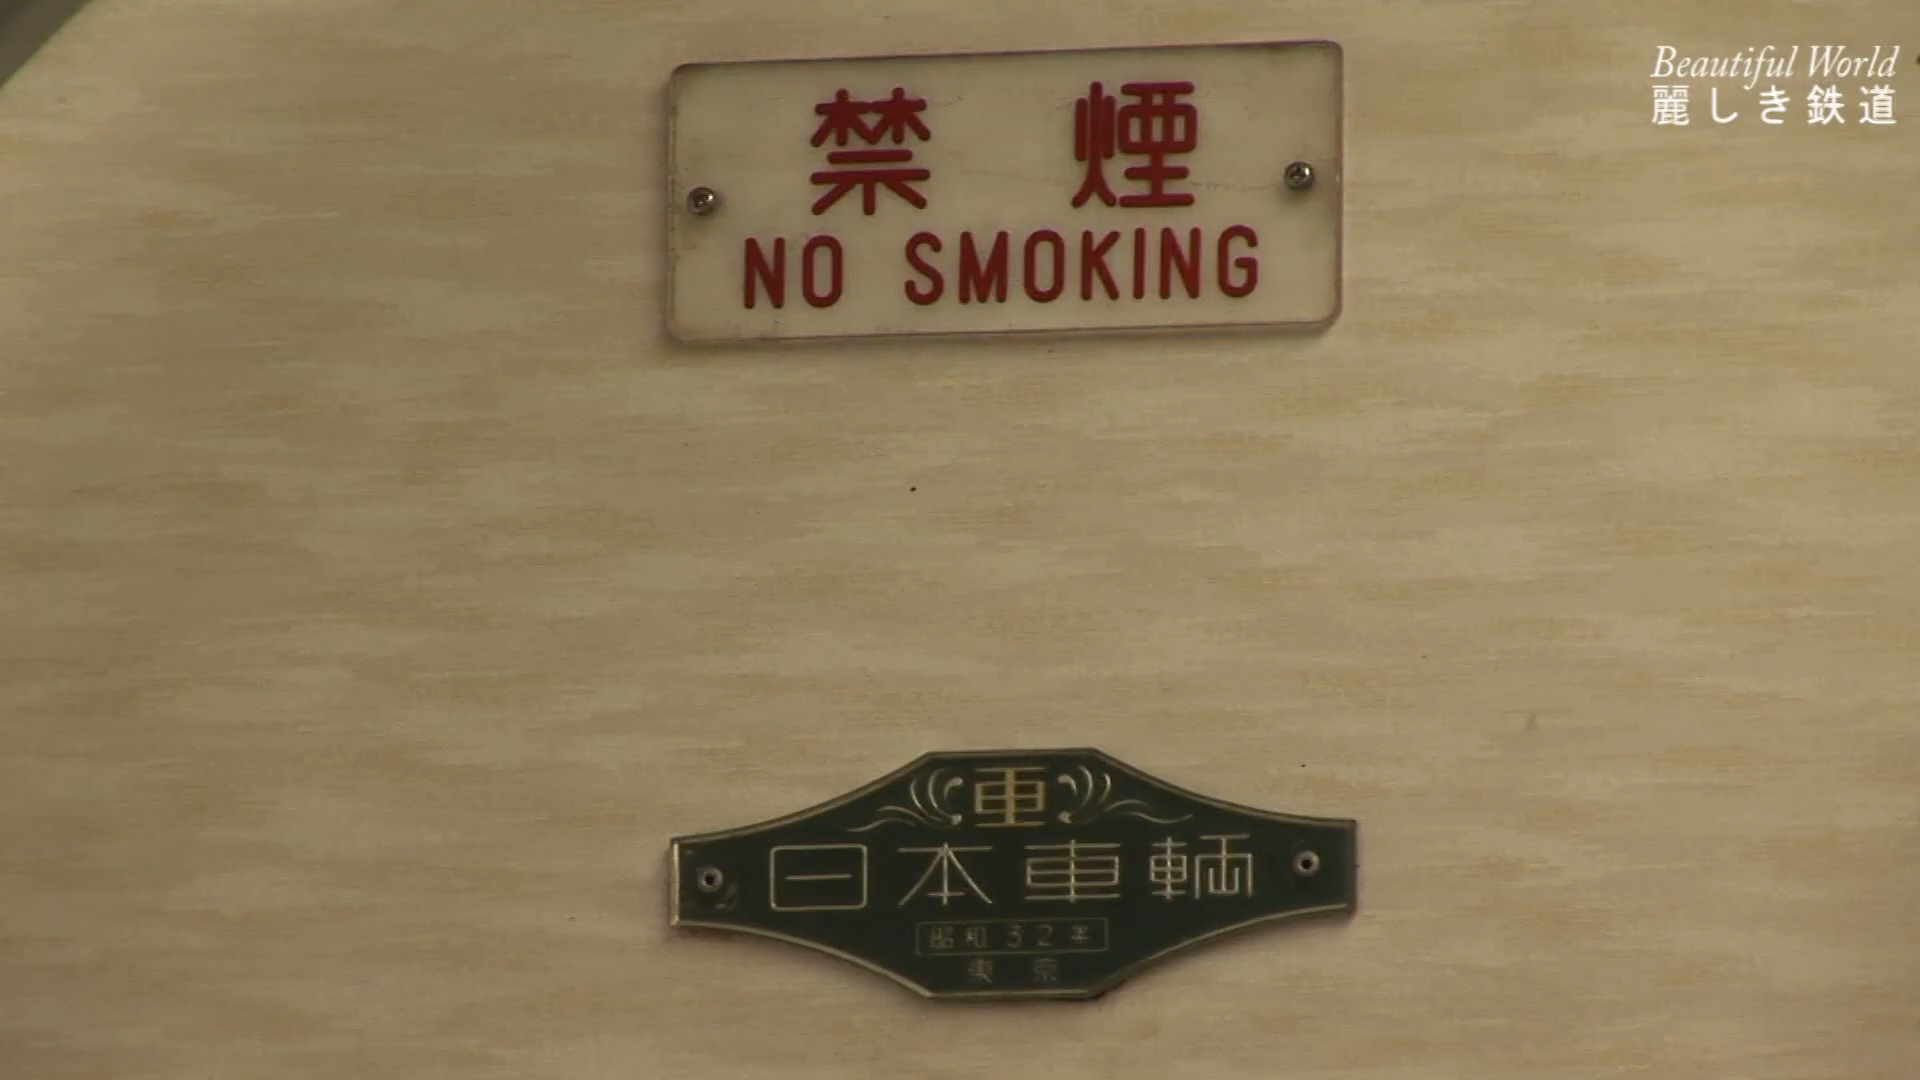 Beautiful World
麗しき鉄道
禁煙
NO SMOKING
車
日本車輌
昭和32年
東京